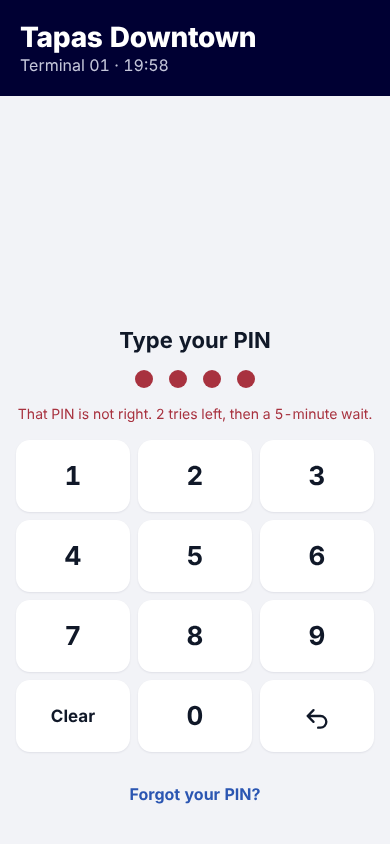 Tapas Downtown
Terminal 01 · 19:58
Type your PIN
That PIN is not right. 2 tries left, then a 5-minute wait.
1 2 3
4 5 6
7 8 9
Clear 0
Forgot your PIN?